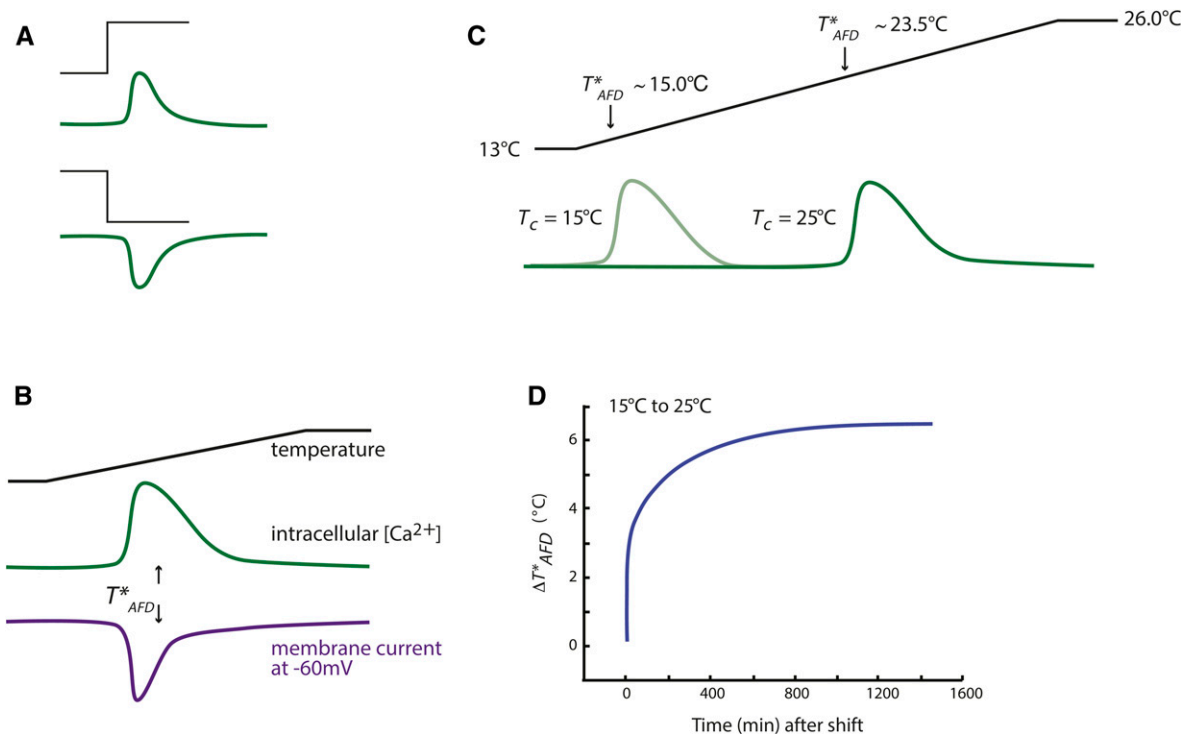 A
B
temperature
intracellular [Ca2+]
T*AFD
membrane current
at -60mV
C
T*AFD ~ 23.5°C
26.0°C
T*AFD ~ 15.0°C
13°C
Tc = 15°C
Tc = 25°C
D
15°C to 25°C
6
4
2
0
ΔT*AFD (°C)
0 400 800 1200 1600
Time (min) after shift